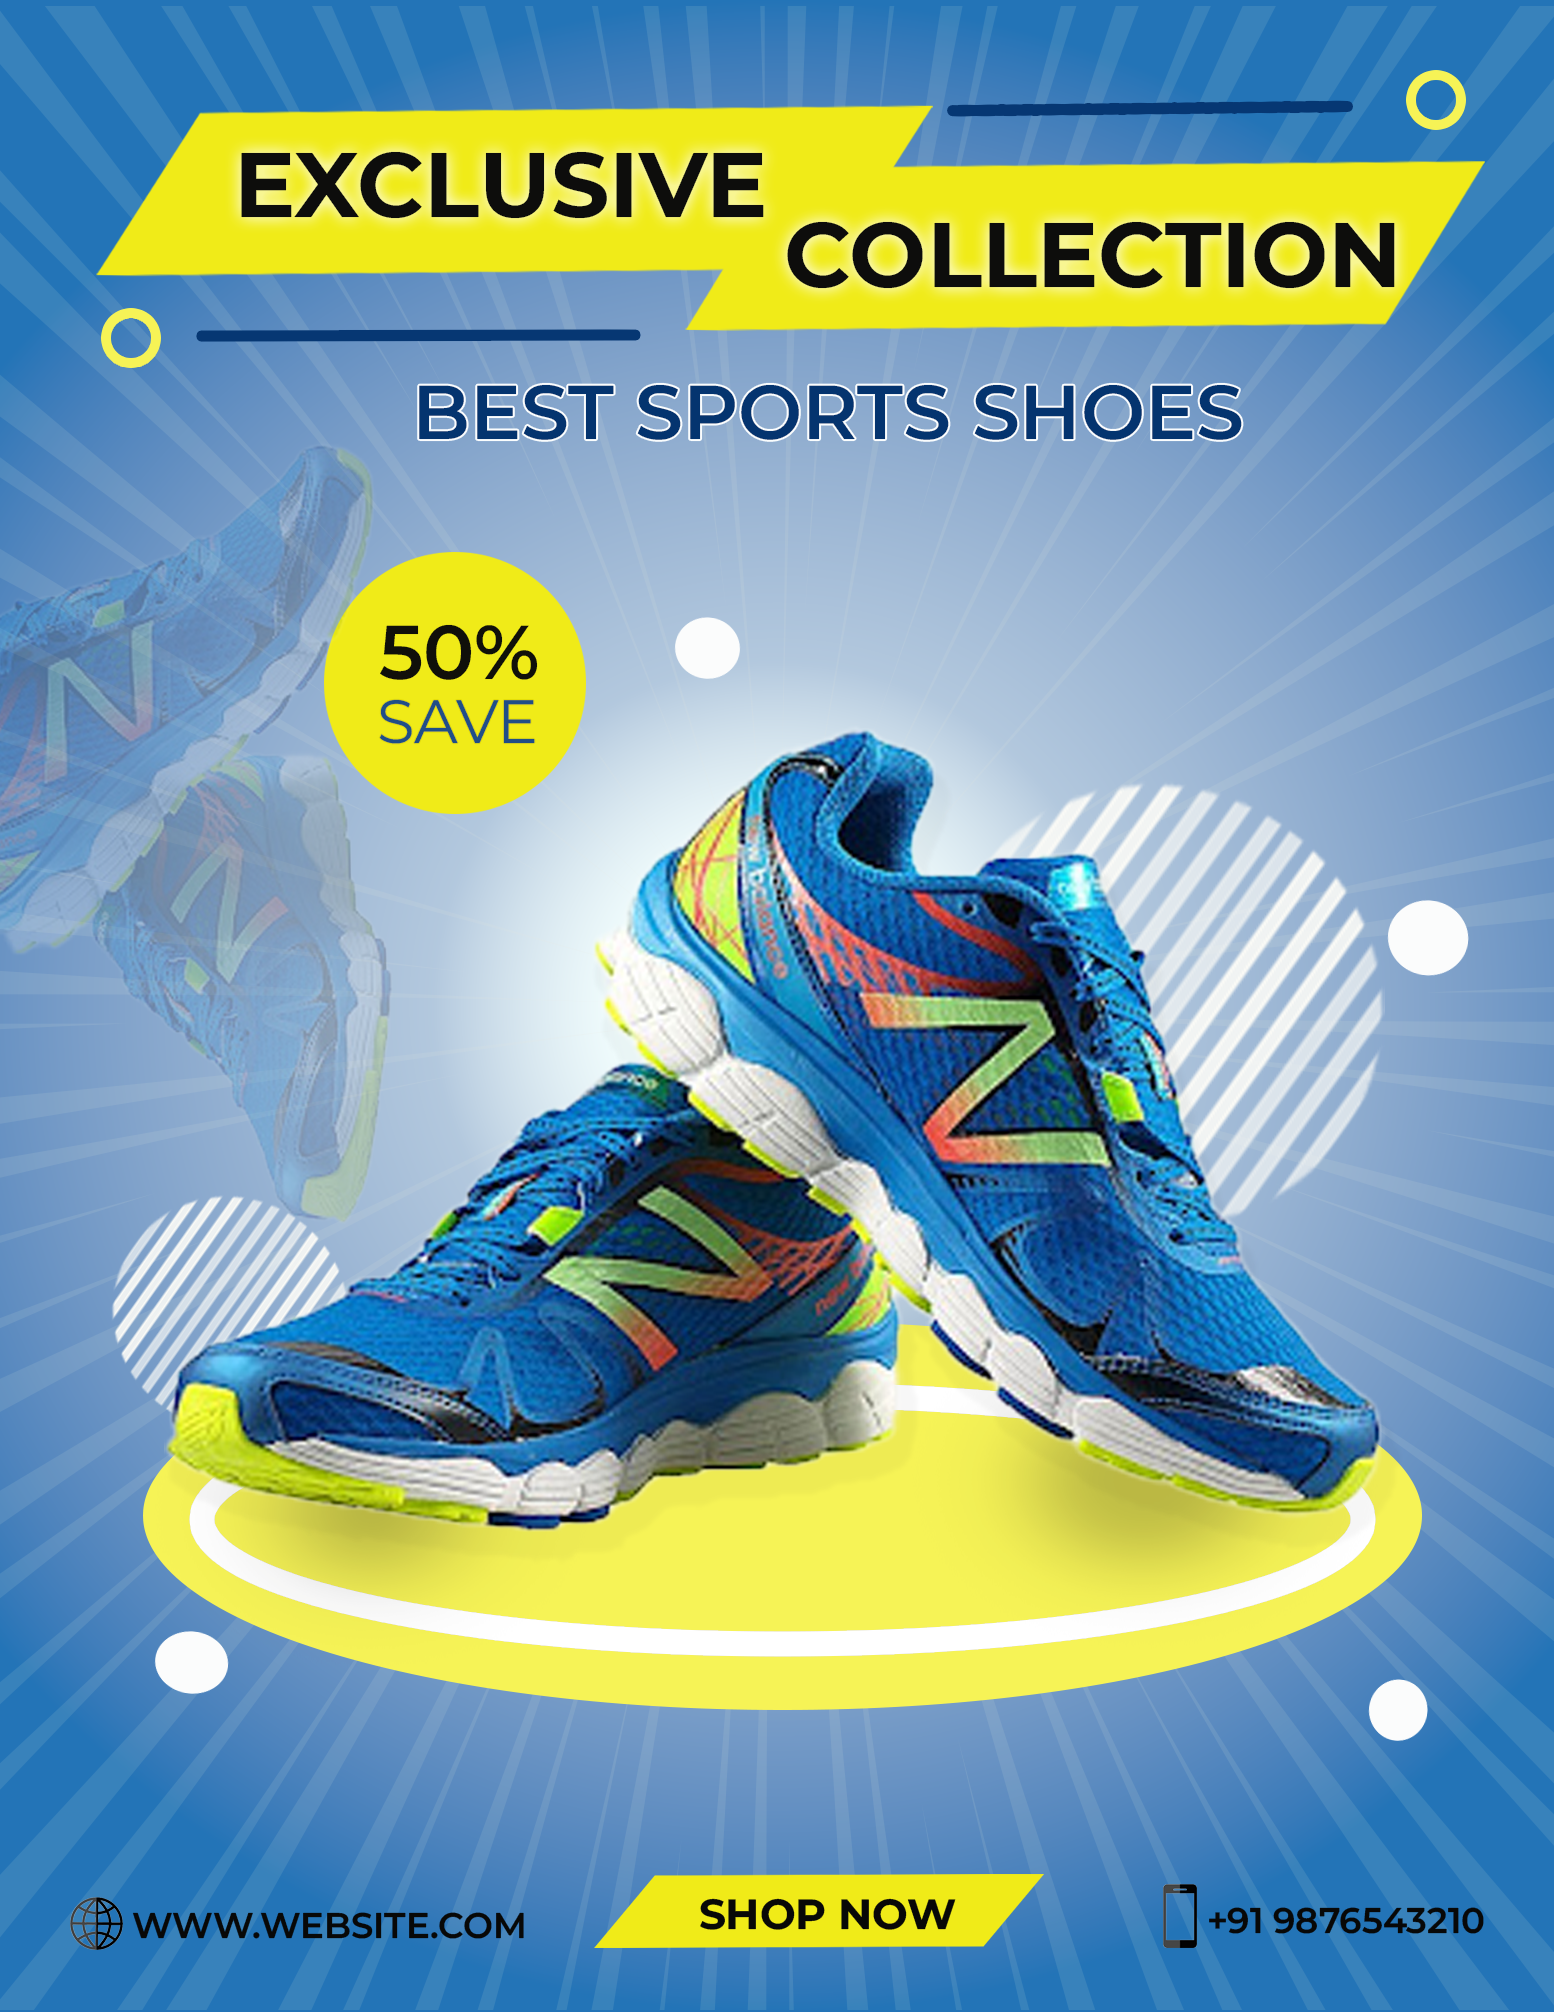 EXCLUSIVE
COLLECTION
BEST SPORTS SHOES
50%
SAVE
N
N
WWW.WEBSITE.COM
SHOP NOW
+91 9876543210